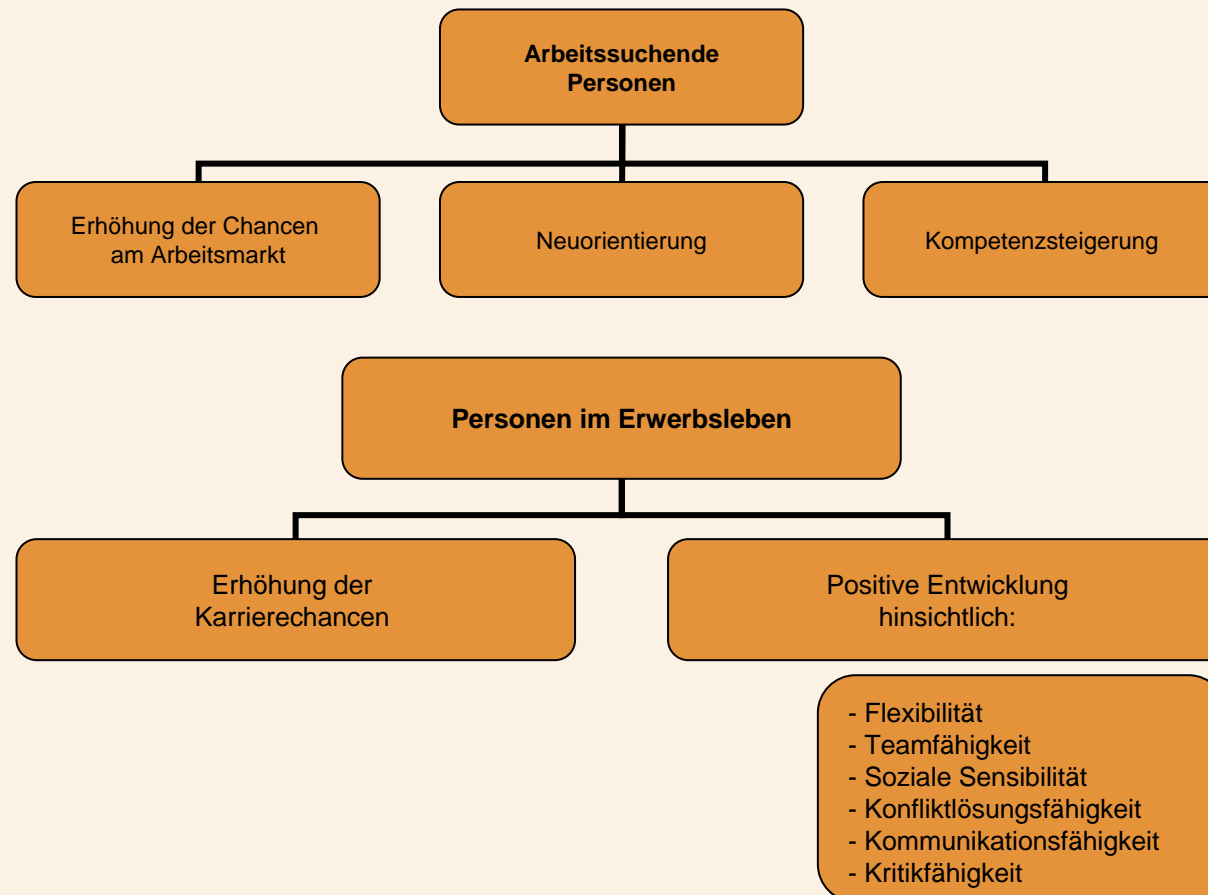 Arbeitssuchende
Personen
Erhöhung der Chancen
am Arbeitsmarkt
Neuorientierung
Kompetenzsteigerung
Personen im Erwerbsleben
Erhöhung der
Karrierechancen
Positive Entwicklung
hinsichtlich:
- Flexibilität
- Teamfähigkeit
- Soziale Sensibilität
- Konfliktlösungsfähigkeit
- Kommunikationsfähigkeit
- Kritikfähigkeit